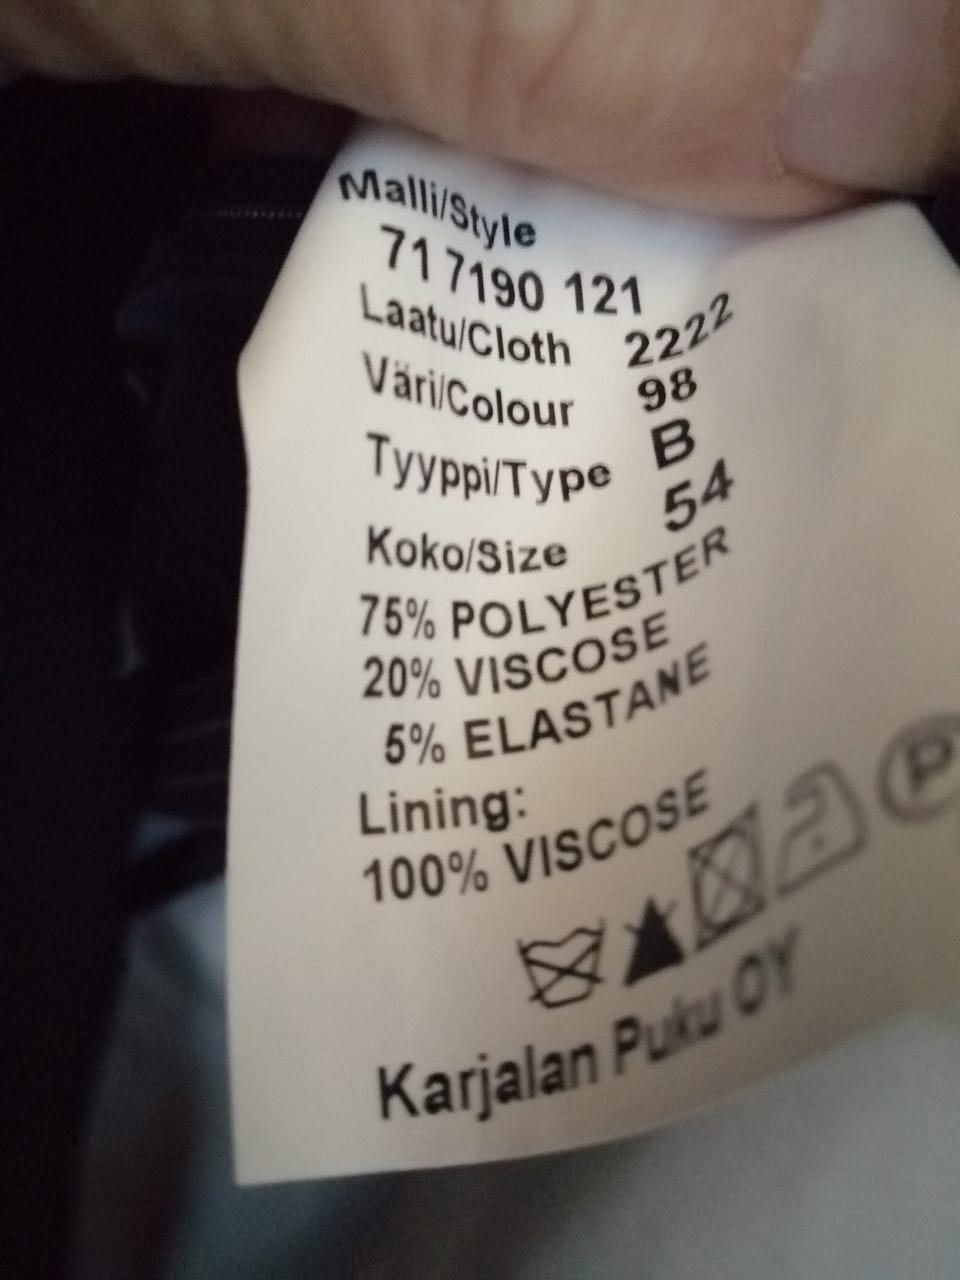 Malli/Style
71 7190 121
Laatu/Cloth 2222
Väri/Colour 98
Tyyppi/Type B
Koko/Size 54
75% POLYESTER
20% VISCOSE
5% ELASTANE
Lining:
100% VISCOSE
P
Karjalan Puku OY